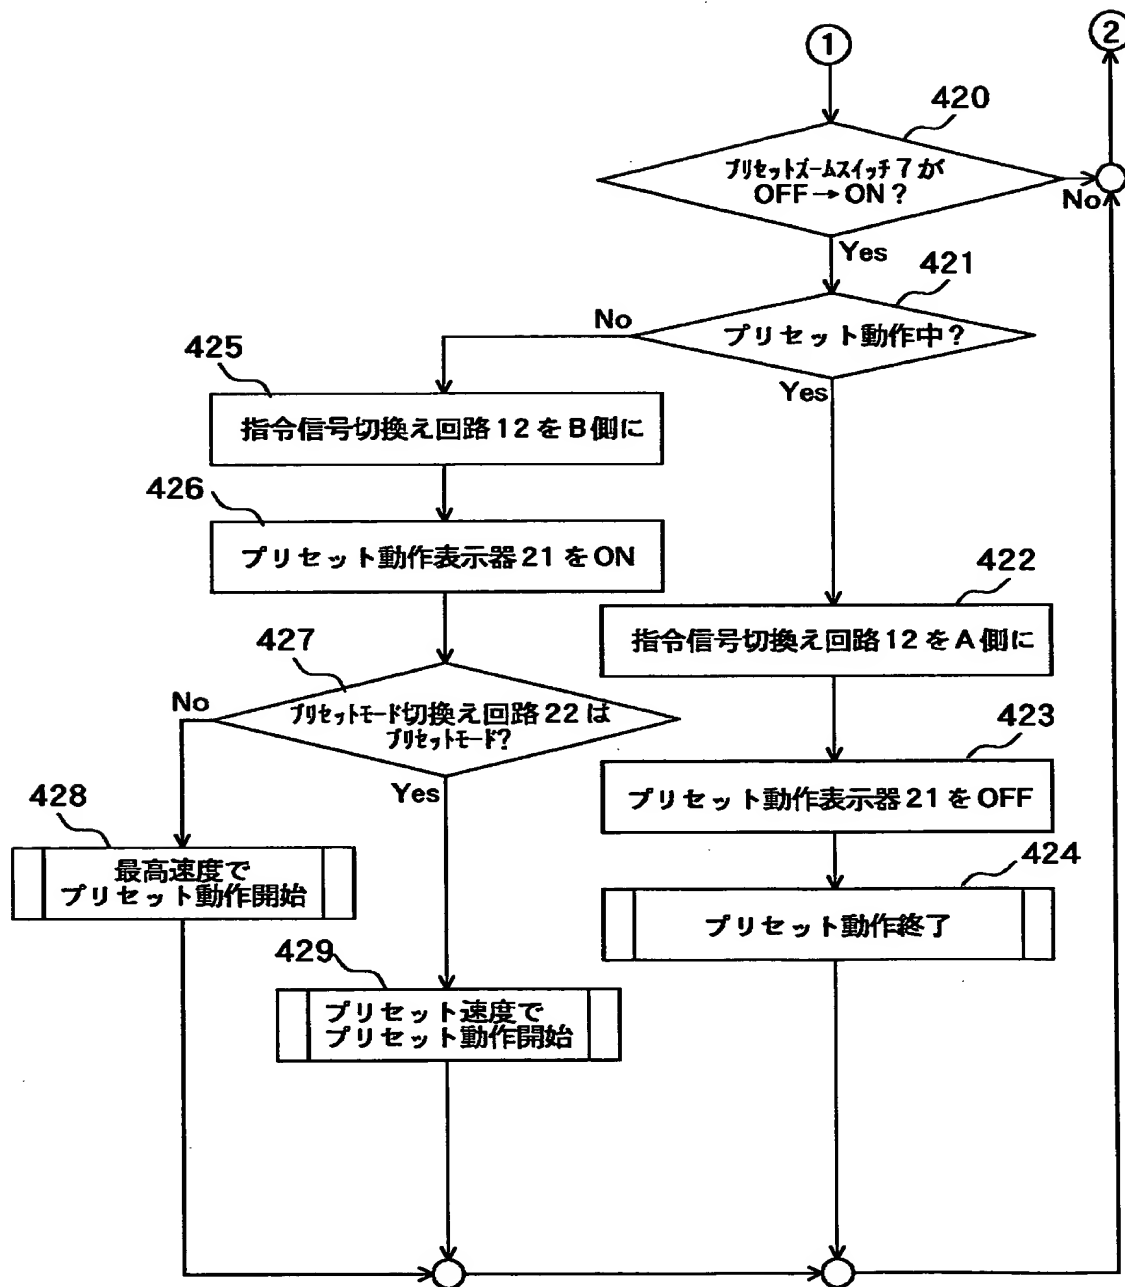 ①
②
420
プリセットズームスイッチ7が
OFF→ON?
No
Yes
421
プリセット動作中?
No
Yes
425
指令信号切換え回路12をB側に
426
プリセット動作表示器21をON
422
指令信号切換え回路12をA側に
427
プリセットモード切換え回路22は
プリセットモード?
No
Yes
423
プリセット動作表示器21をOFF
428
最高速度で
プリセット動作開始
424
プリセット動作終了
429
プリセット速度で
プリセット動作開始